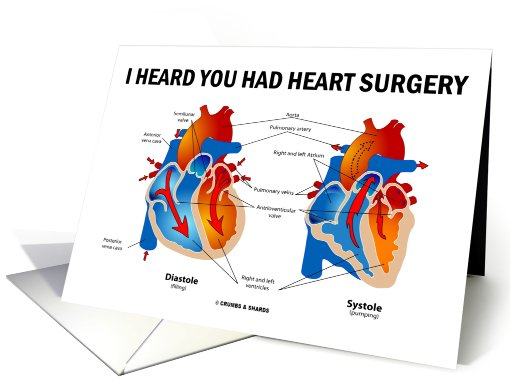 I HEARD YOU HAD HEART SURGERY
Semilunar
valve
Aorta
Pulmonary artery
Anterior
vena cava
Right and left Atrium
Pulmonary veins
Antrioventricular
valve
Posterior
vena cava
Right and left
ventricles
Diastole
(filling)
Systole
(pumping)
© CRUMBS & SHARDS